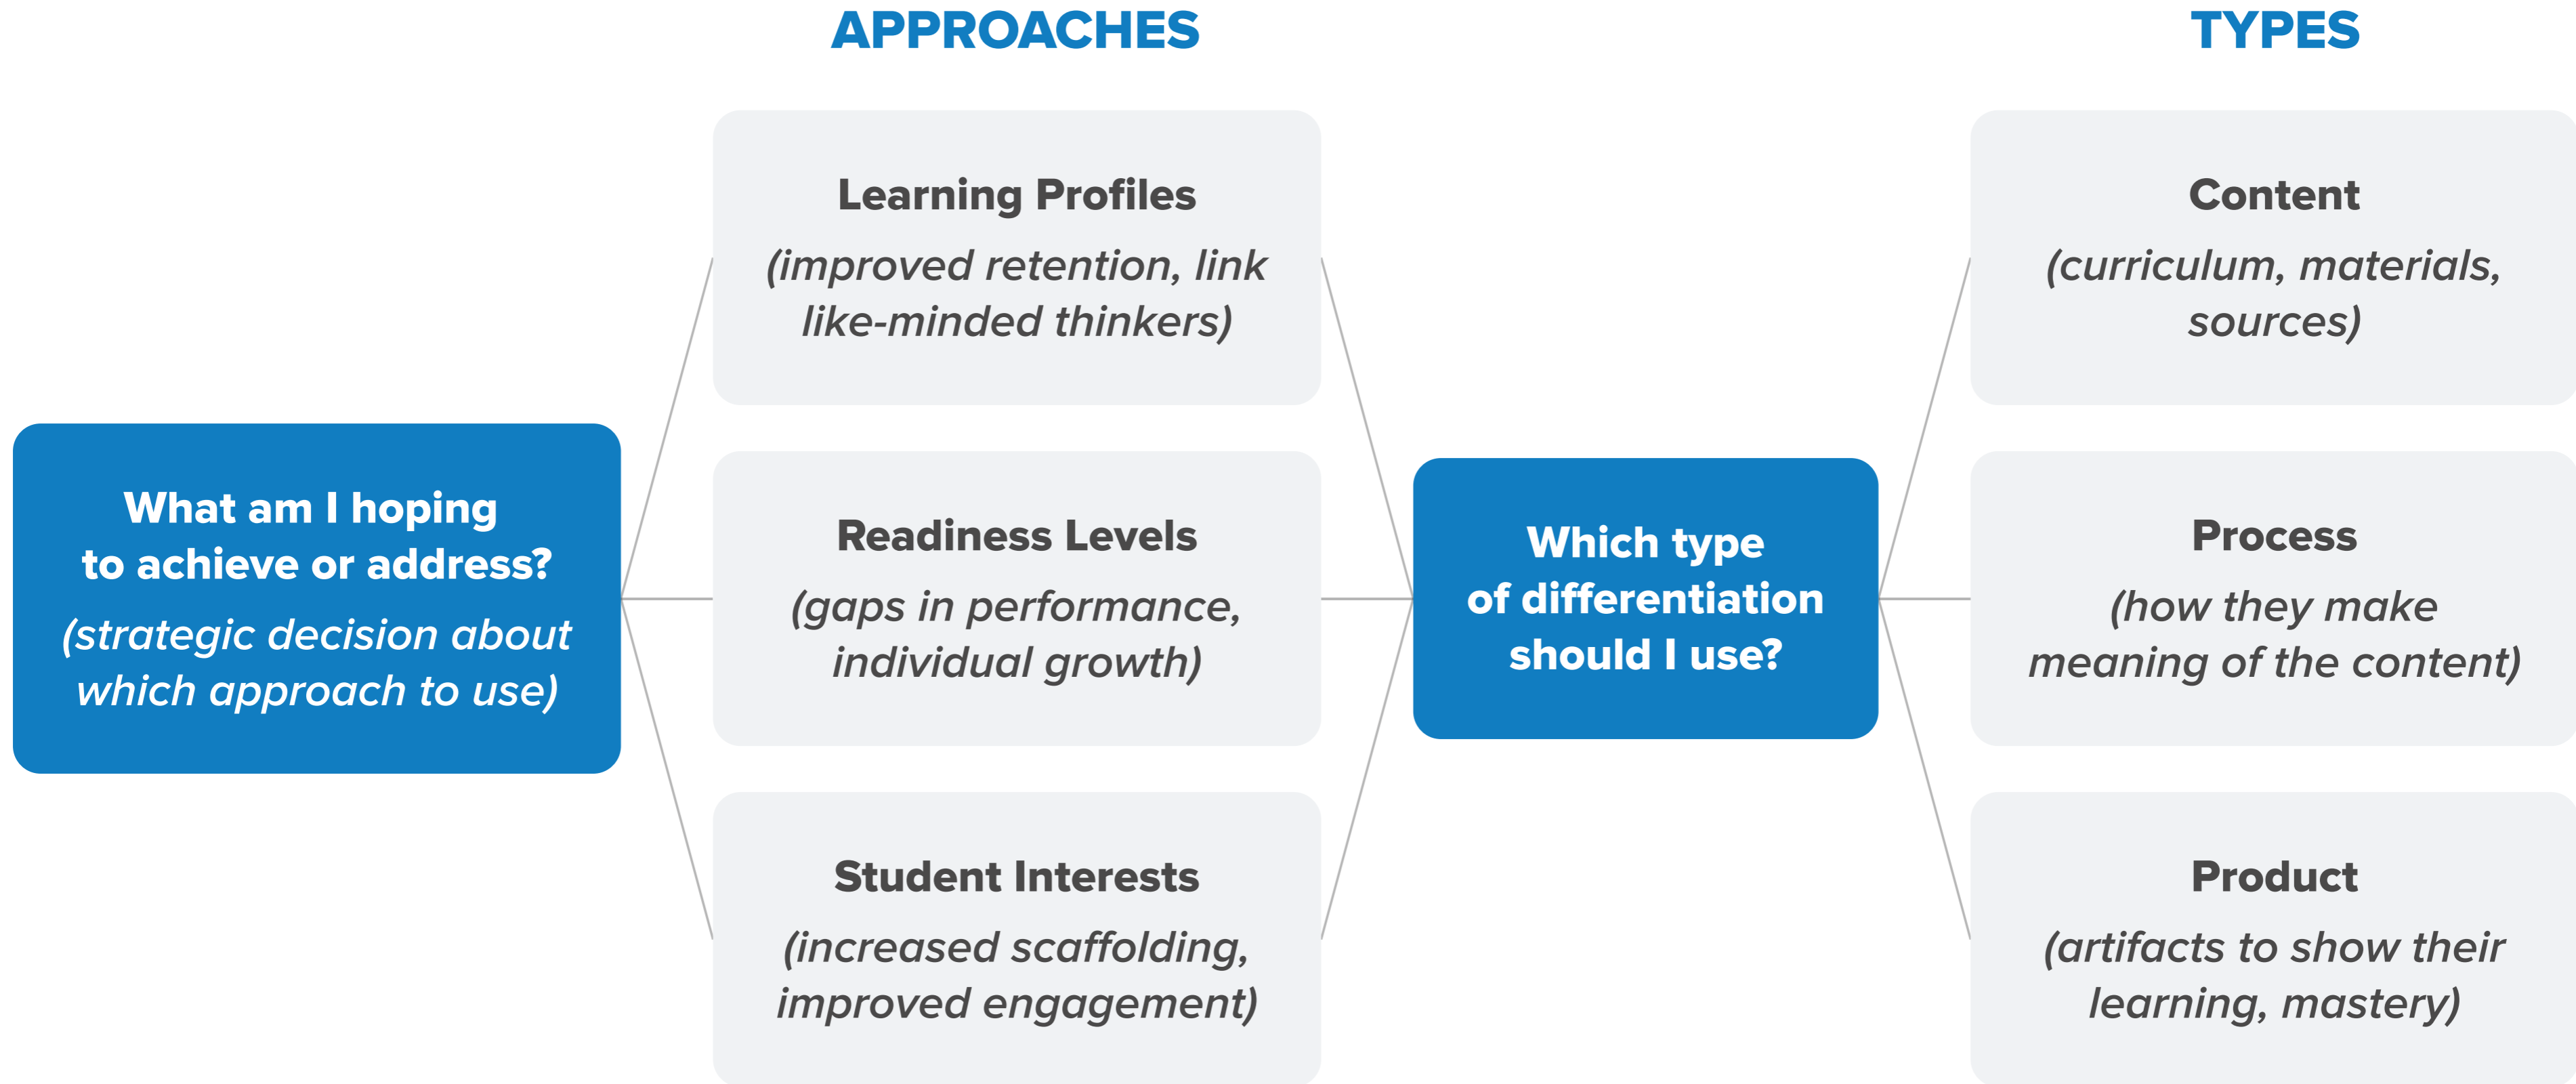 APPROACHES
TYPES
What am I hoping
to achieve or address?
(strategic decision about
which approach to use)
Learning Profiles
(improved retention, link
like-minded thinkers)
Readiness Levels
(gaps in performance,
individual growth)
Student Interests
(increased scaffolding,
improved engagement)
Which type
of differentiation
should I use?
Content
(curriculum, materials,
sources)
Process
(how they make
meaning of the content)
Product
(artifacts to show their
learning, mastery)